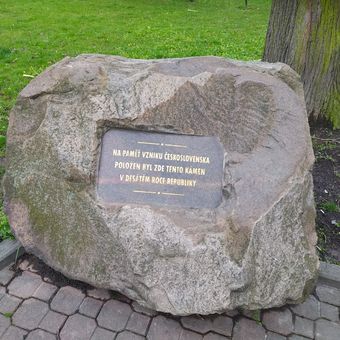 NA PAMĚŤ VZNIKU ČESKOSLOVENSKA
POLOŽEN BYL ZDE TENTO KÁMEN
V DESÁTÉM ROCE REPUBLIKY